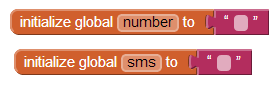 initialize global number to " "
initialize global sms to " "